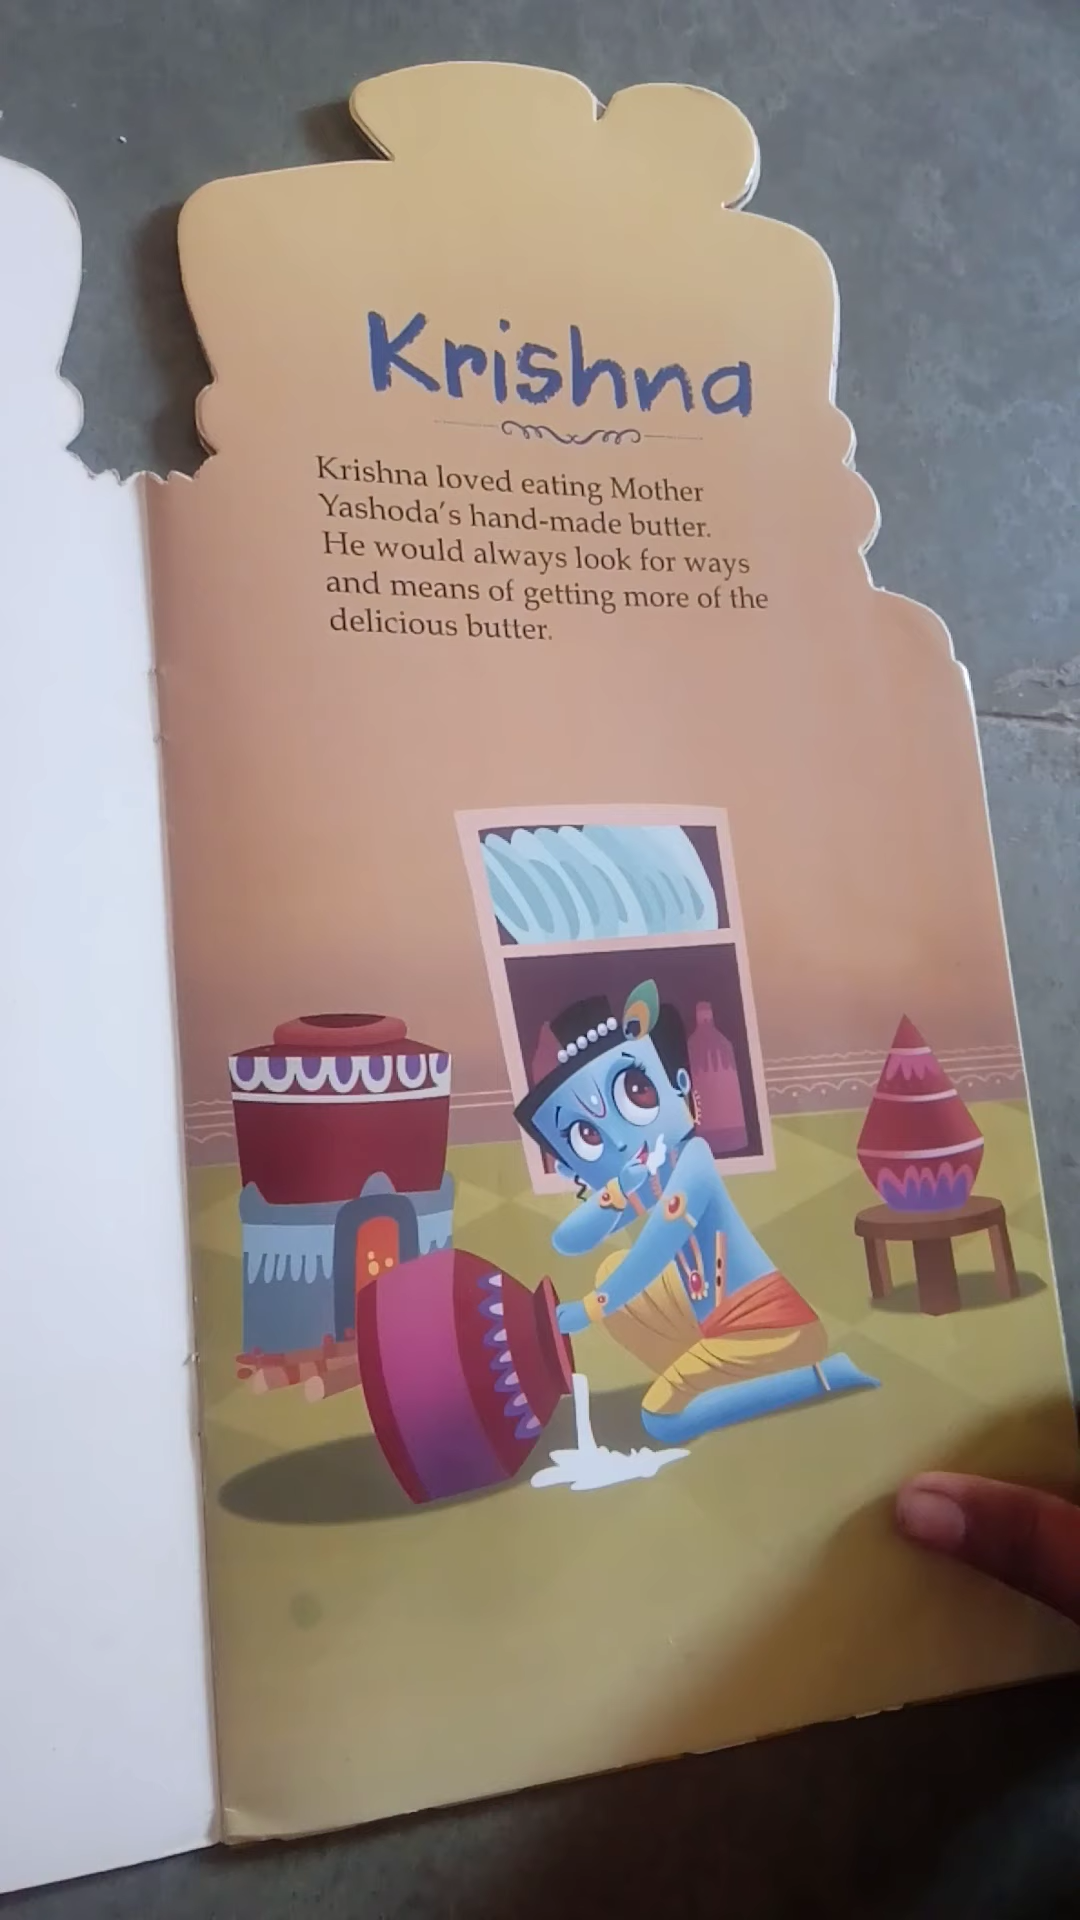 Krishna
Krishna loved eating Mother
Yashoda's hand-made butter.
He would always look for ways
and means of getting more of the
delicious butter.